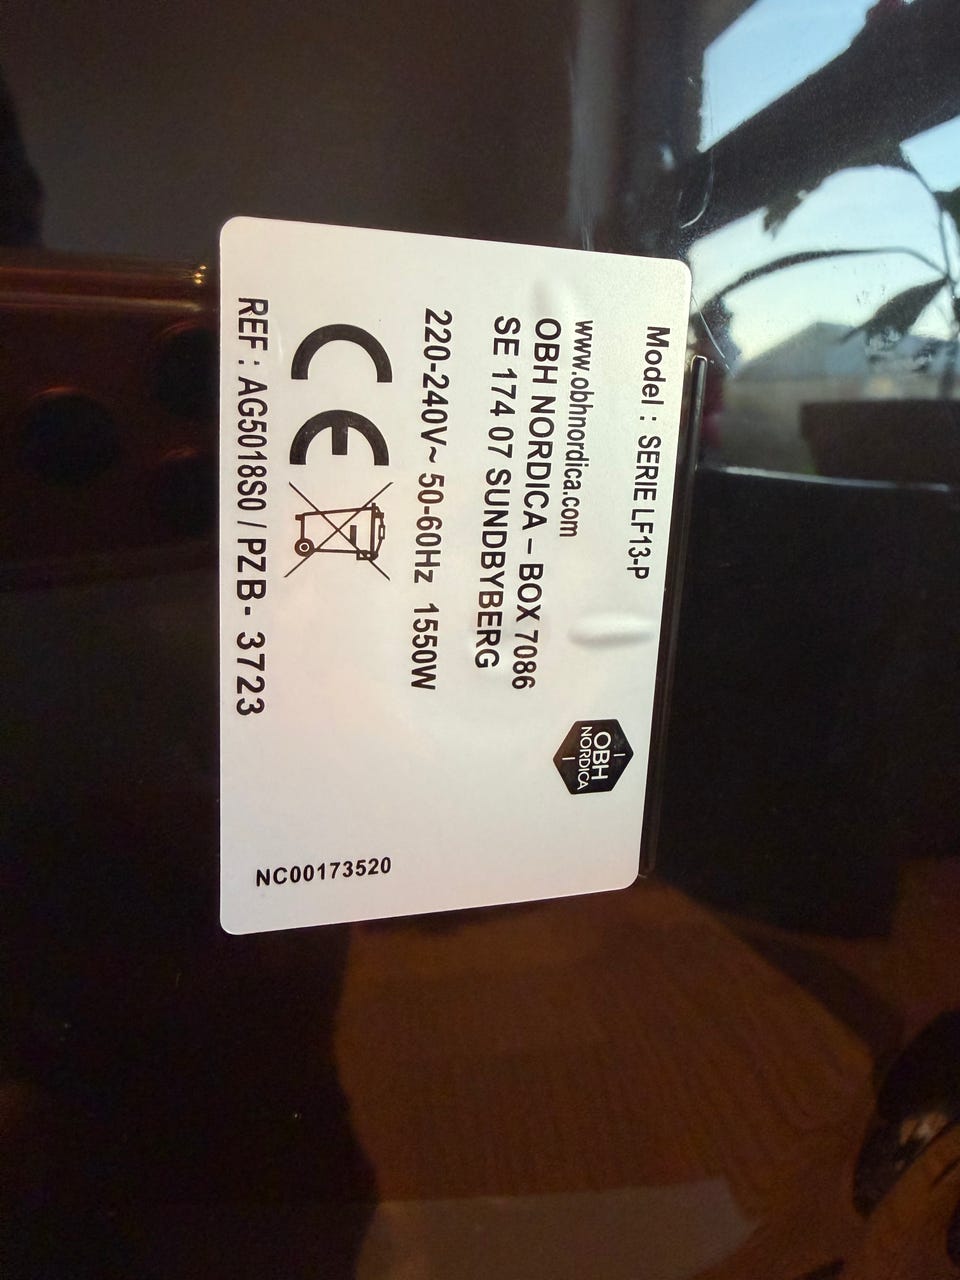 Model : SERIE LF13-P
www.obhnordica.com
OBH NORDICA – BOX 7086
SE 174 07 SUNDBYBERG
OBH
NORDICA
220-240V~ 50-60Hz 1550W
CE
REF : AG5018S0 / PZ B - 3723
NC00173520